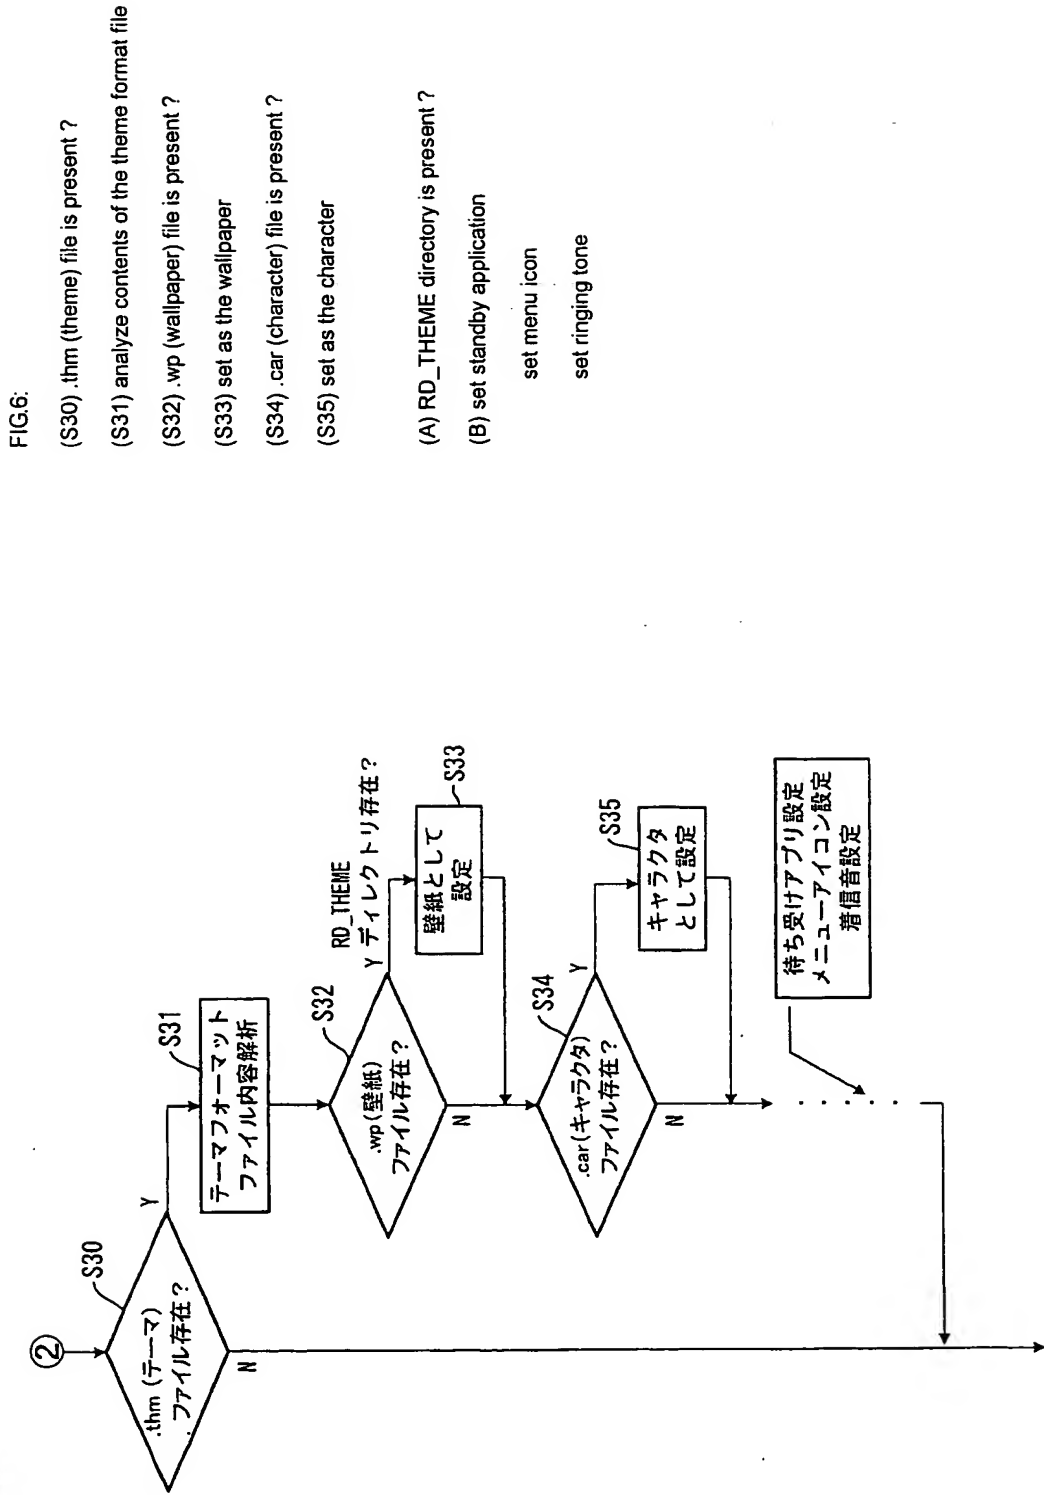 FIG.6:
(S30) .thm (theme) file is present ?
(S31) analyze contents of the theme format file
(S32) .wp (wallpaper) file is present ?
(S33) set as the wallpaper
(S34) .car (character) file is present ?
(S35) set as the character
(A) RD_THEME directory is present ?
(B) set standby application
set menu icon
set ringing tone
②
S30
.thm (テーマ)
ファイル存在?
Y
N
S31
テーマフォーマット
ファイル内容解析
S32
.wp(壁紙)
ファイル存在?
RD_THEME
Y ディレクトリ存在?
N
S33
壁紙として
設定
S34
.car(キャラクタ)
ファイル存在?
Y
N
S35
キャラクタ
として設定
待ち受けアプリ設定
メニューアイコン設定
着信音設定